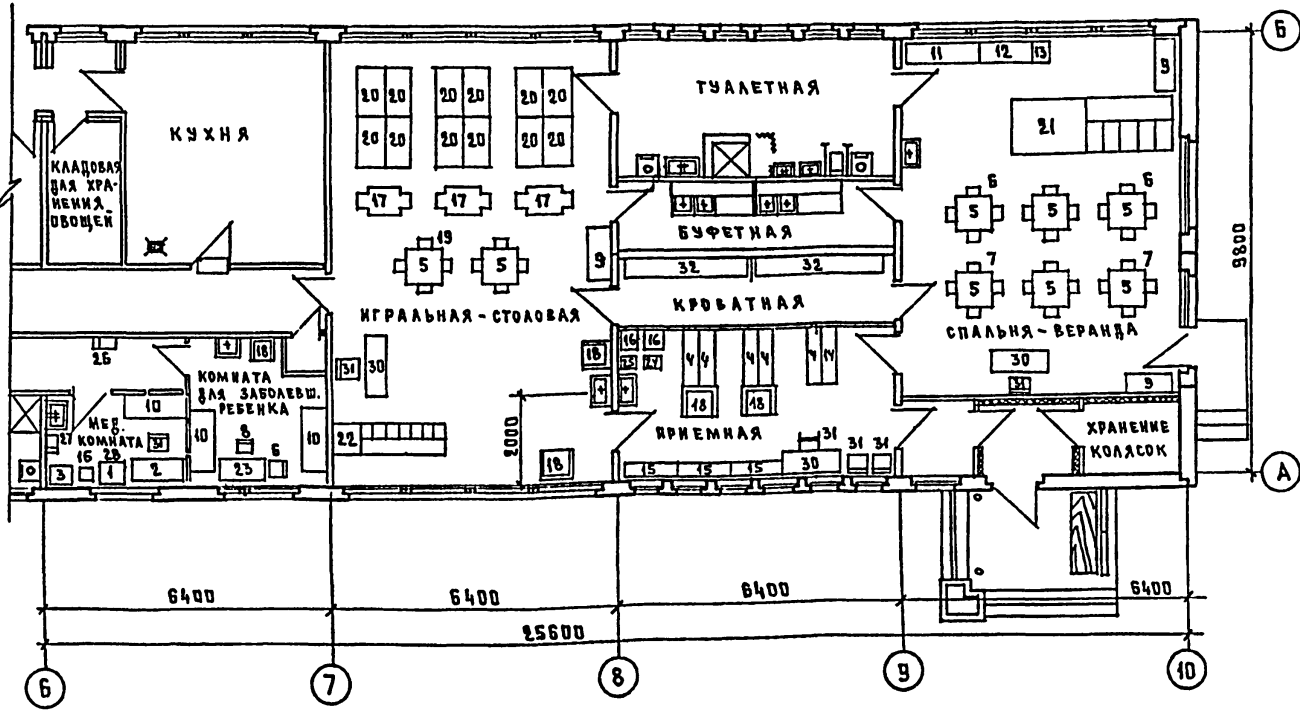 Б
11 12 13 9
20 20 20 20 20 20
20 20 20 20 20 20
ТУАЛЕТНАЯ
21
КУХНЯ
КЛАДОВАЯ
ДЛЯ ХРА-
НЕНИЯ
ОВОЩЕЙ
17 17 17
6 6
5 5 5
БУФЕТНАЯ
19
5 5
9
32 32
7 7
5 5 5
9800
КРОВАТНАЯ
ИГРАЛЬНАЯ-СТОЛОВАЯ
СПАЛЬНЯ-ВЕРАНДА
26
18
31 30
18
16 16
25 24
4 4 4 4 4 14
30
31
9
КОМНАТА
ДЛЯ ЗАБОЛЕВШ.
РЕБЕНКА
10
10
10
18 18
МЕД.
КОМНАТА
27
31
8
22
2000
18
ПРИЕМНАЯ
31
31 31
ХРАНЕНИЕ
КОЛЯСОК
16 28
3 1 2
23 6
15 15 15 30
А
6400 6400 6400 6400
25600
6 7 8 9 10